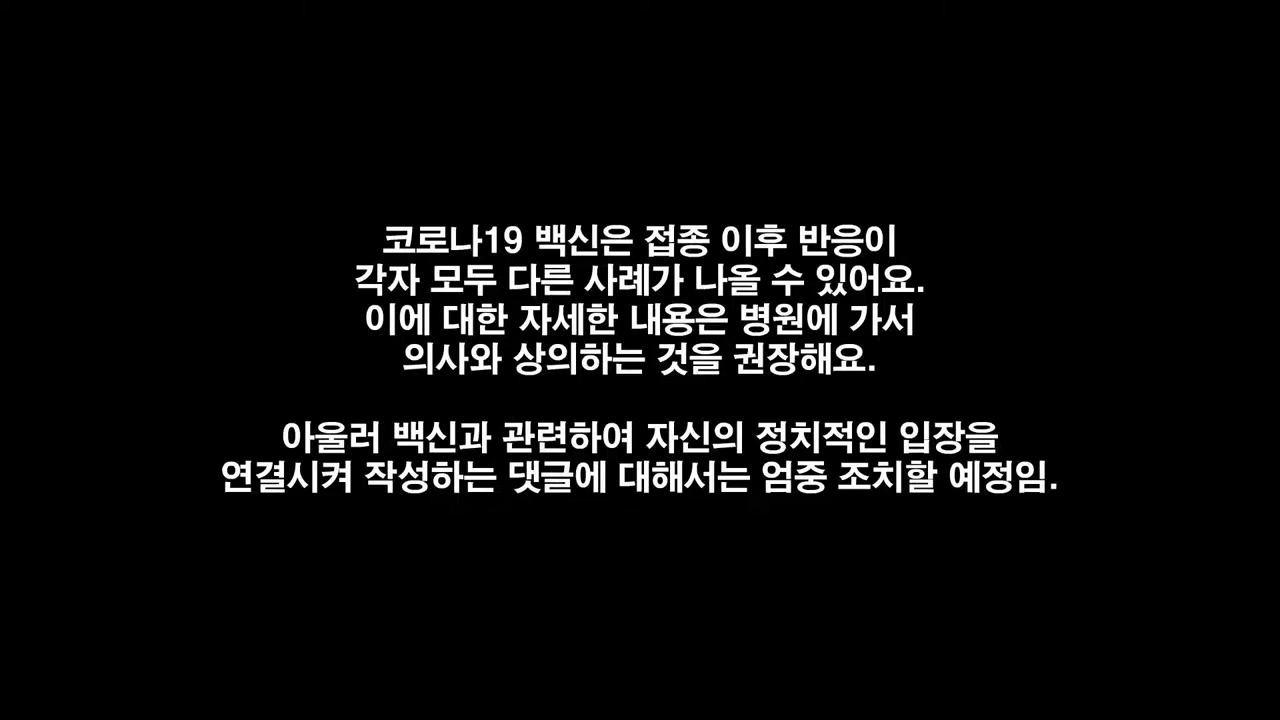 코로나19 백신은 접종 이후 반응이
각자 모두 다른 사례가 나올 수 있어요.
이에 대한 자세한 내용은 병원에 가서
의사와 상의하는 것을 권장해요.
아울러 백신과 관련하여 자신의 정치적인 입장을
연결시켜 작성하는 댓글에 대해서는 엄중 조치할 예정임.